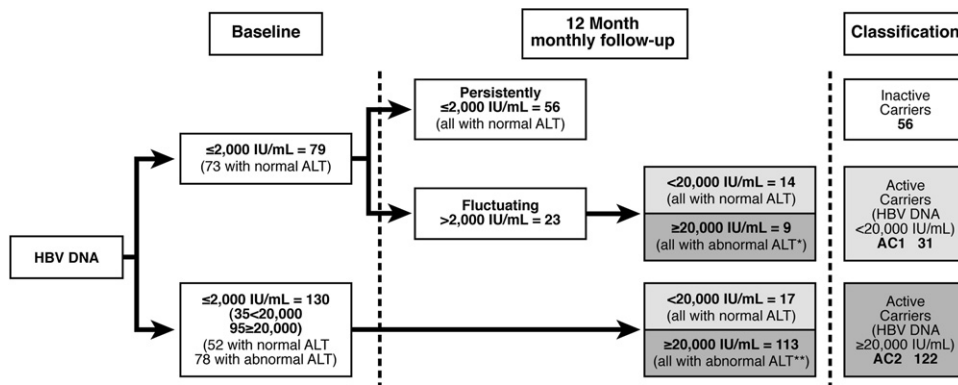 Baseline
12 Month
monthly follow-up
Classification
HBV DNA
≤2,000 IU/mL = 79
(73 with normal ALT)
Persistently
≤2,000 IU/mL = 56
(all with normal ALT)
Fluctuating
>2,000 IU/mL = 23
<20,000 IU/mL = 14
(all with normal ALT)
≥20,000 IU/mL = 9
(all with abnormal ALT*)
≤2,000 IU/mL = 130
(35<20,000
95≥20,000)
(52 with normal ALT
78 with abnormal ALT)
<20,000 IU/mL = 17
(all with normal ALT)
≥20,000 IU/mL = 113
(all with abnormal ALT**)
Inactive
Carriers
56
Active
Carriers
(HBV DNA
<20,000 IU/mL)
AC1 31
Active
Carriers
(HBV DNA
≥20,000 IU/mL)
AC2 122